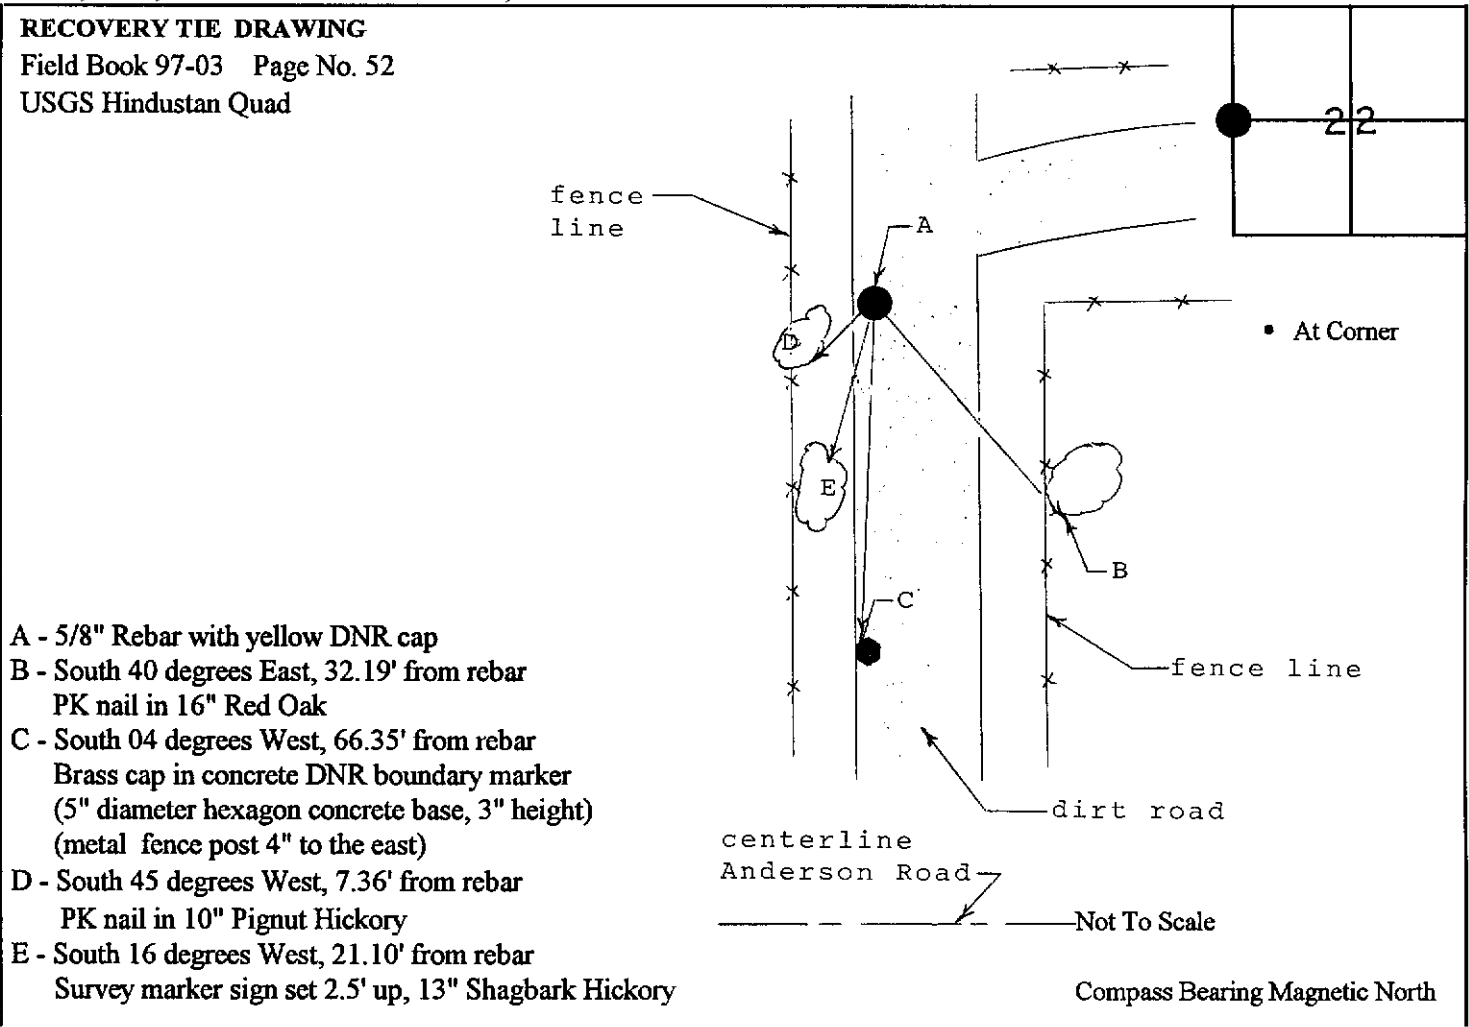 RECOVERY TIE DRAWING
Field Book 97-03 Page No. 52
USGS Hindustan Quad
22
fence
line
A
At Corner
D
E
B
C
fence line
A - 5/8" Rebar with yellow DNR cap
B - South 40 degrees East, 32.19' from rebar
PK nail in 16" Red Oak
C - South 04 degrees West, 66.35' from rebar
Brass cap in concrete DNR boundary marker
(5" diameter hexagon concrete base, 3" height)
(metal fence post 4" to the east)
D - South 45 degrees West, 7.36' from rebar
PK nail in 10" Pignut Hickory
E - South 16 degrees West, 21.10' from rebar
Survey marker sign set 2.5' up, 13" Shagbark Hickory
dirt road
centerline
Anderson Road
Not To Scale
Compass Bearing Magnetic North